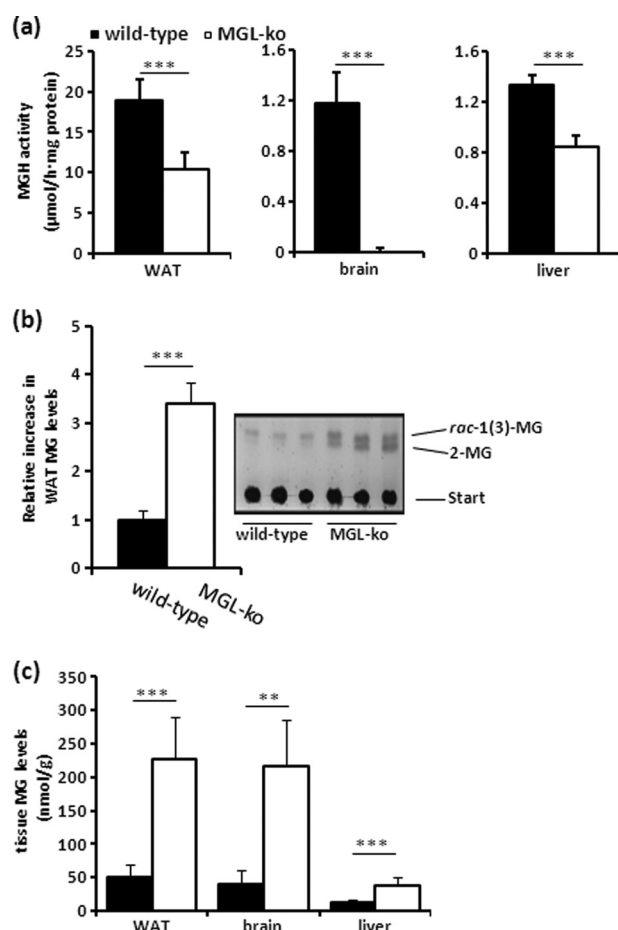 (a)
wild-type MGL-ko
MGH activity
(µmol/h·mg protein)
25
20
15
10
5
0
***
WAT
1.6
1.2
0.8
0.4
0
***
brain
1.6
1.2
0.8
0.4
0
***
liver
(b)
Relative increase in
WAT MG levels
5
4
3
2
1
0
***
wild-type
MGL-ko
rac-1(3)-MG
2-MG
Start
wild-type MGL-ko
(c)
tissue MG levels
(nmol/g)
350
300
250
200
150
100
50
0
***
**
***
WAT brain liver